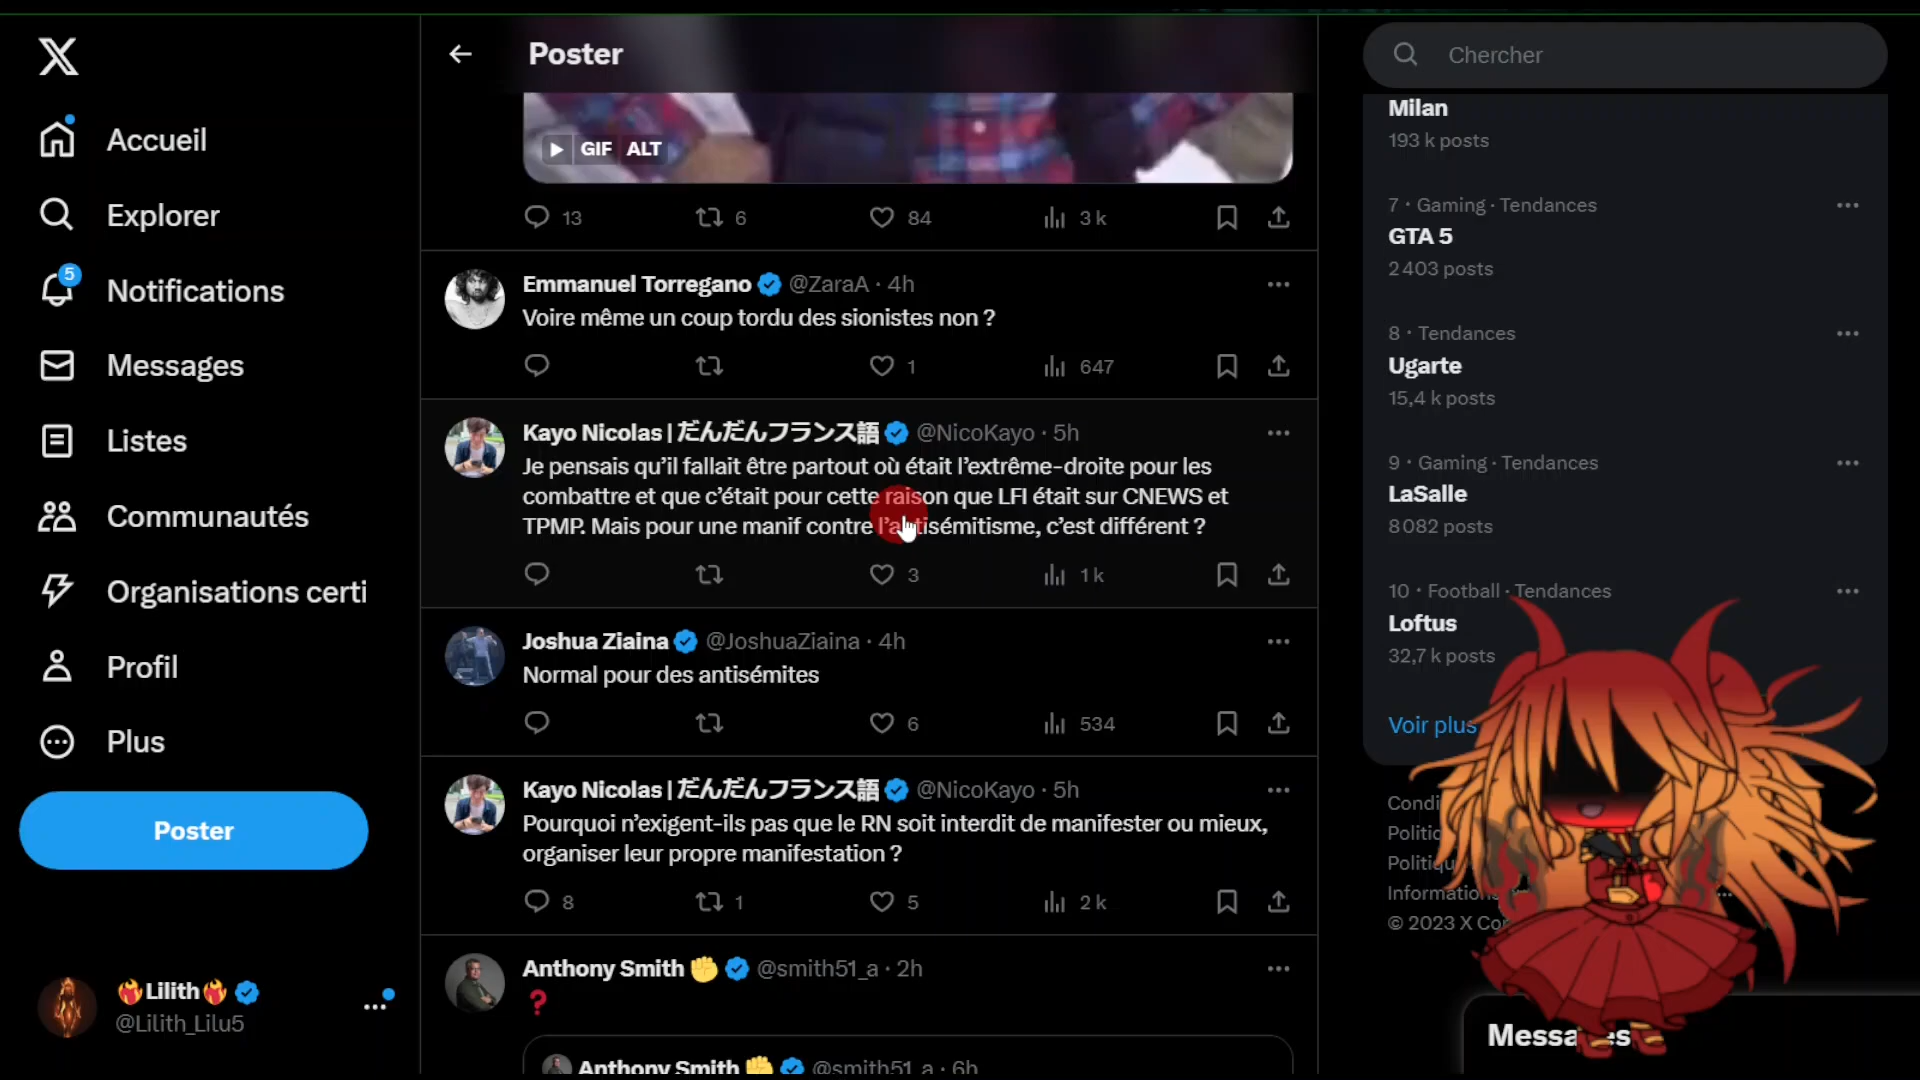 Accueil
Explorer
5
Notifications
Messages
Listes
Communautés
Organisations certi
Profil
Plus
Poster
Lilith
@Lilith_Lilu5
Poster
GIF ALT
13 6 84 3 k
Emmanuel Torregano @ZaraA · 4h
Voire même un coup tordu des sionistes non ?
1 647
Kayo Nicolas | だんだんフランス語 @NicoKayo · 5h
Je pensais qu’il fallait être partout où était l’extrême-droite pour les
combattre et que c’était pour cette raison que LFI était sur CNEWS et
TPMP. Mais pour une manif contre l’antisémitisme, c’est différent ?
3 1 k
Joshua Ziaina @JoshuaZiaina · 4h
Normal pour des antisémites
6 534
Kayo Nicolas | だんだんフランス語 @NicoKayo · 5h
Pourquoi n’exigent-ils pas que le RN soit interdit de manifester ou mieux,
organiser leur propre manifestation ?
8 1 5 2 k
Anthony Smith @smith51_a · 2h
?
Anthony Smith @smith51_a · 6h
Chercher
Milan
193 k posts
7 · Gaming · Tendances
GTA 5
2 403 posts
8 · Tendances
Ugarte
15,4 k posts
9 · Gaming · Tendances
LaSalle
8 082 posts
10 · Football · Tendances
Loftus
32,7 k posts
Voir plus
© 2023 X Cor
Messages